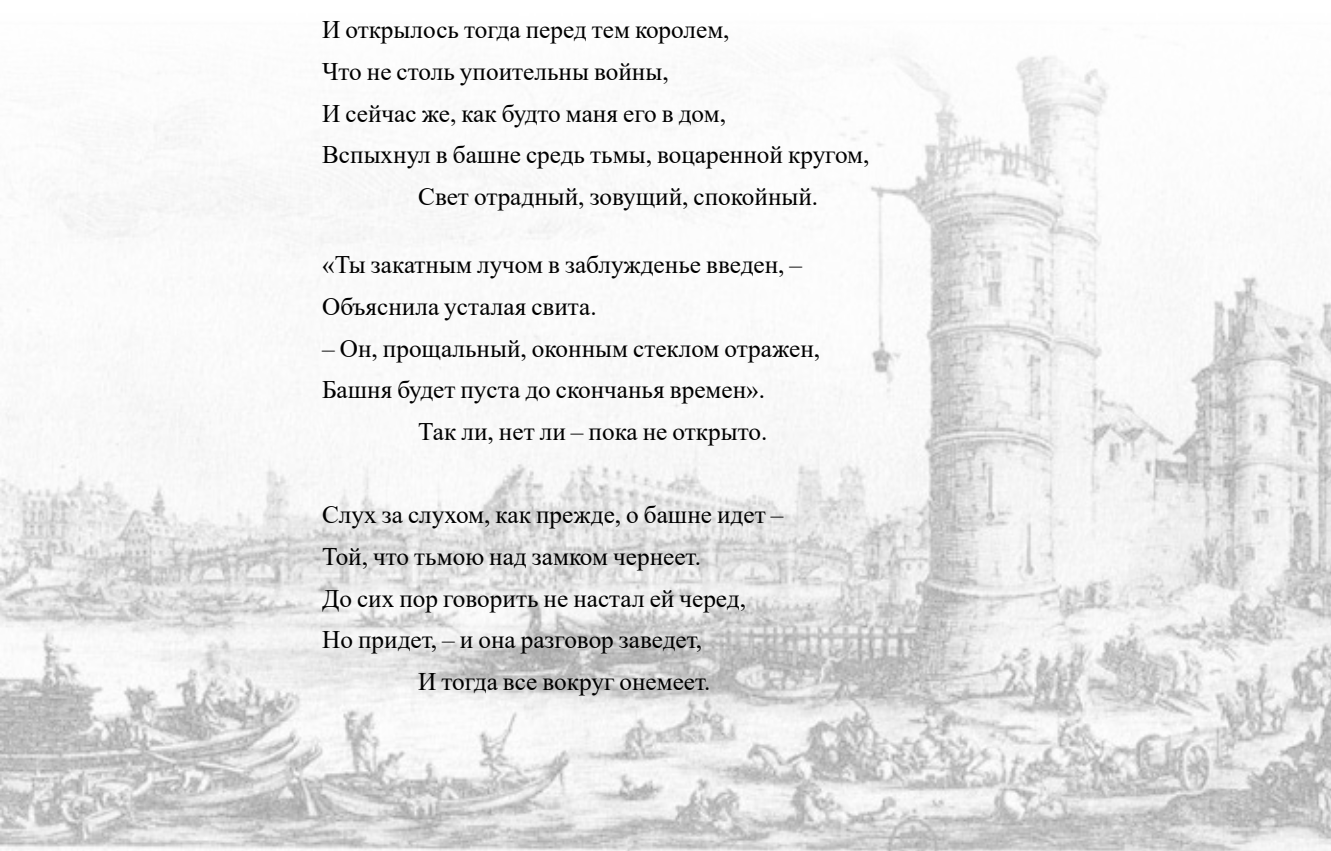 И открылось тогда перед тем королем,
Что не столь упоительны войны,
И сейчас же, как будто маня его в дом,
Вспыхнул в башне средь тьмы, воцаренной кругом,
Свет отрадный, зовущий, спокойный.
«Ты закатным лучом в заблужденье введен, –
Объяснила усталая свита.
– Он, прощальный, оконным стеклом отражен,
Башня будет пуста до скончанья времен».
Так ли, нет ли – пока не открыто.
Слух за слухом, как прежде, о башне идет –
Той, что тьмою над замком чернеет.
До сих пор говорить не настал ей черед,
Но придет, – и она разговор заведет,
И тогда все вокруг онемеет.